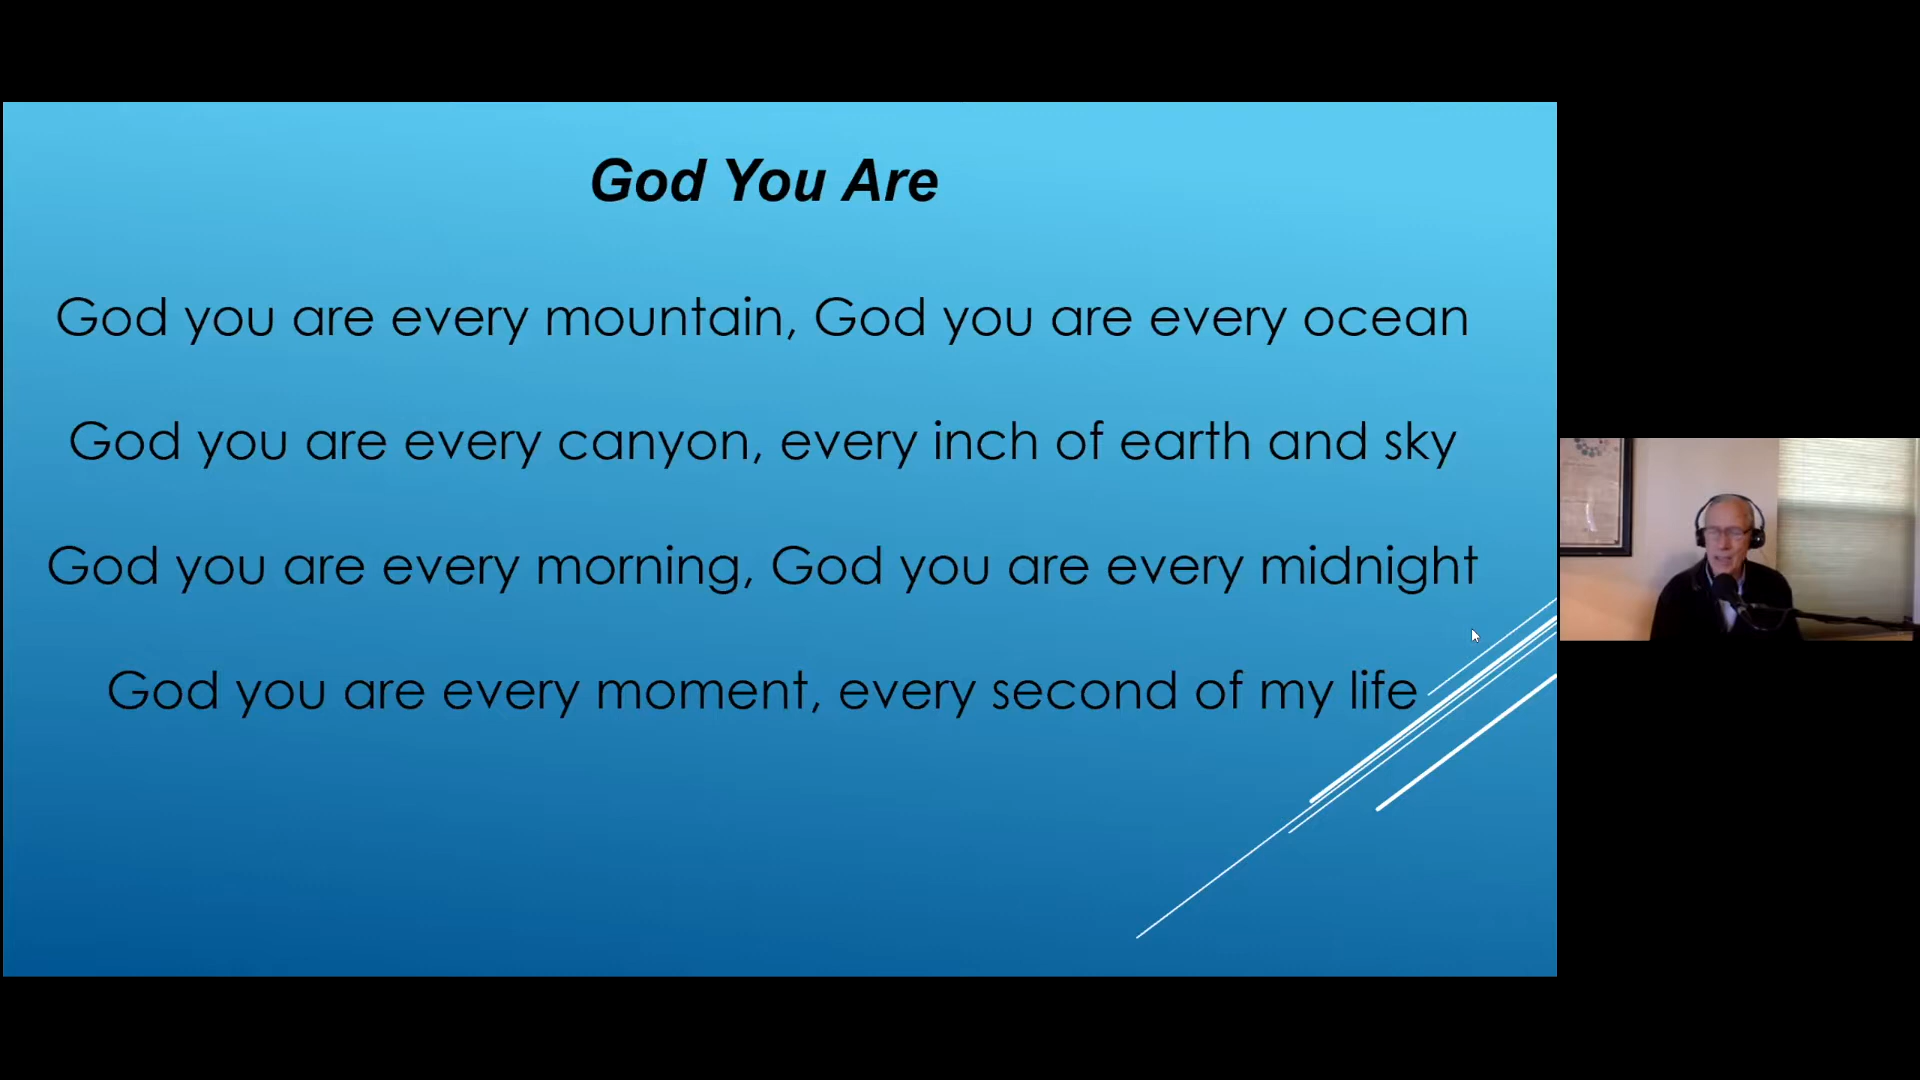 God You Are
God you are every mountain, God you are every ocean
God you are every canyon, every inch of earth and sky
God you are every morning, God you are every midnight
God you are every moment, every second of my life